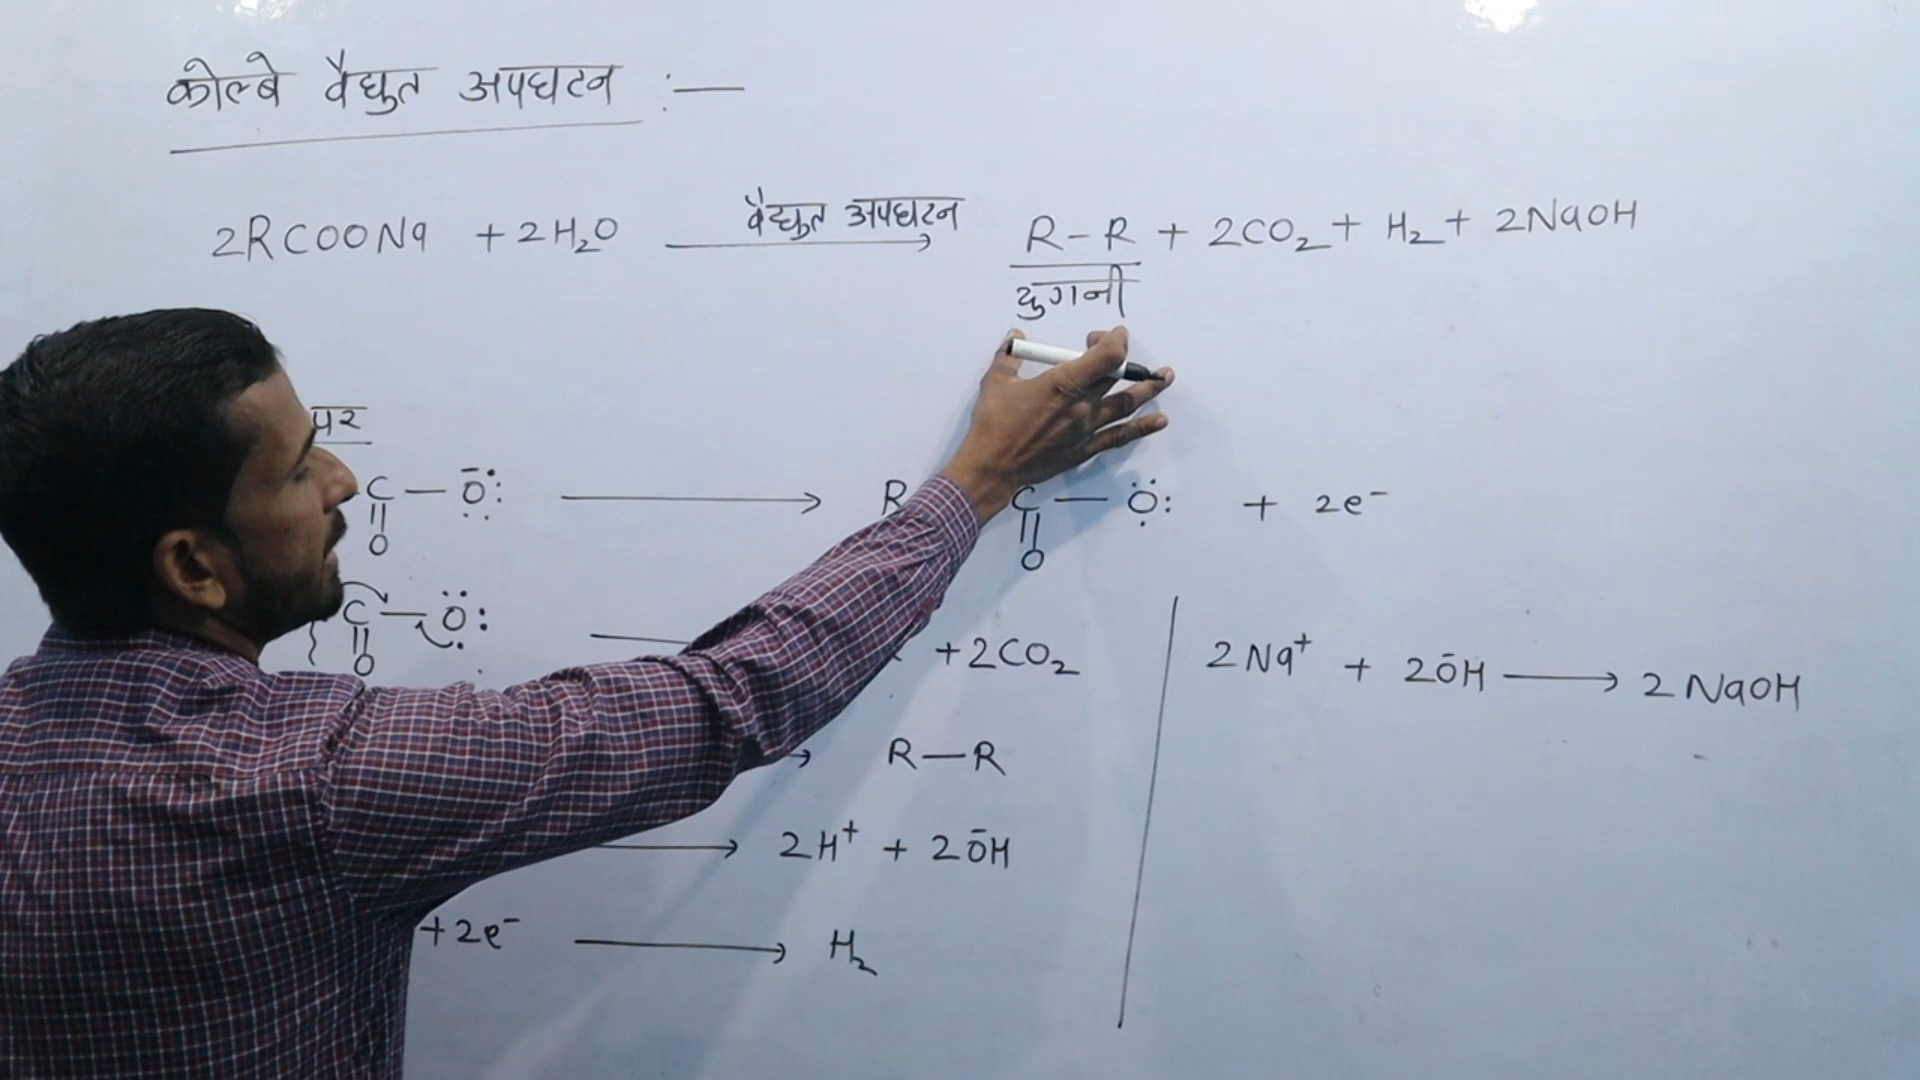 कोल्बे वैद्युत अपघटन :—
2RCOONa + 2H₂O ⟶ R-R + 2CO₂ + H₂ + 2NaOH
वैद्युत अपघटन
दुगनी
पर
C — Ō: ⟶ R C — Ö: + 2e⁻
|| ||
O O
C — Ö: ⟶ + 2CO₂
||
O
2Na⁺ + 2ŌH ⟶ 2NaOH
⟶ R—R
⟶ 2H⁺ + 2ŌH
+2e⁻ ⟶ H₂